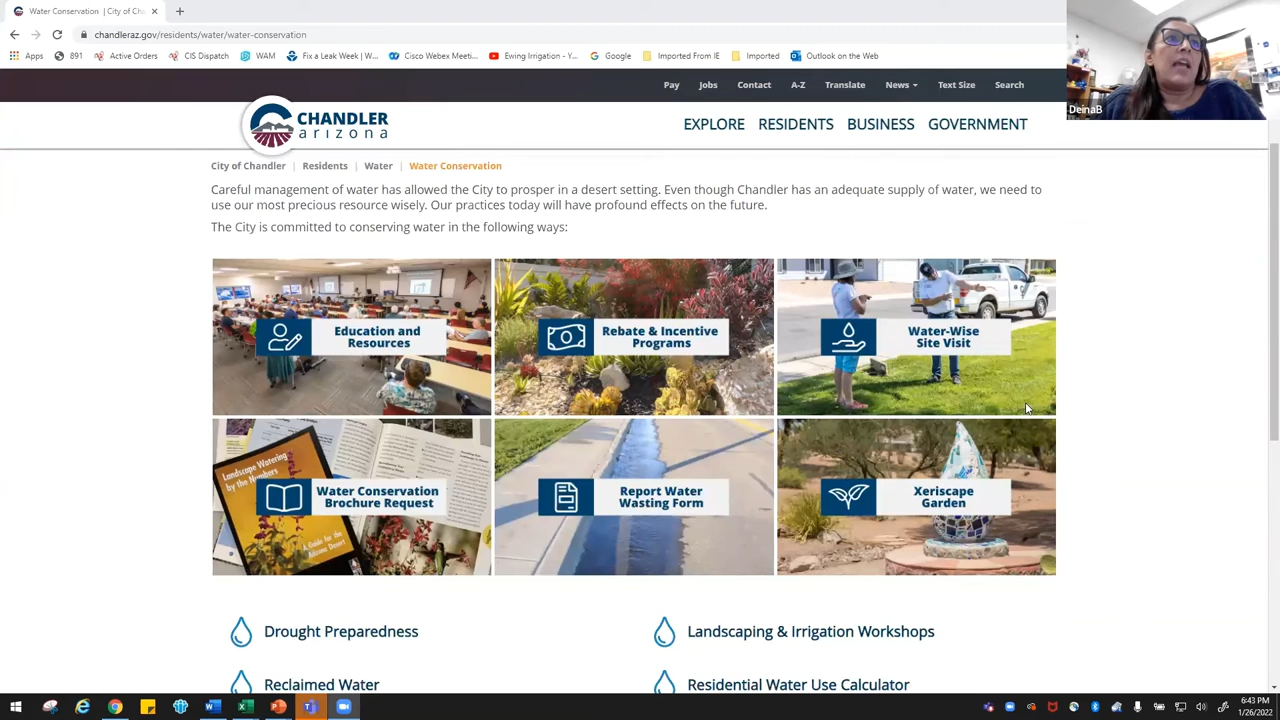 Water Conservation | City of Cha
chandleraz.gov/residents/water/water-conservation
Apps
891
Active Orders
CIS Dispatch
WAM
Fix a Leak Week | W...
Cisco Webex Meeti...
Ewing Irrigation - Y...
Google
Imported From IE
Imported
Outlook on the Web
DeinaB
Pay
Jobs
Contact
A-Z
Translate
News
Text Size
Search
CHANDLER
arizona
EXPLORE
RESIDENTS
BUSINESS
GOVERNMENT
City of Chandler | Residents | Water | Water Conservation
Careful management of water has allowed the City to prosper in a desert setting. Even though Chandler has an adequate supply of water, we need to
use our most precious resource wisely. Our practices today will have profound effects on the future.
The City is committed to conserving water in the following ways:
Education and
Resources
Rebate & Incentive
Programs
Water-Wise
Site Visit
Landscape Watering
by the Numbers
A Guide for the
Arizona Desert
Water Conservation
Brochure Request
Report Water
Wasting Form
Xeriscape
Garden
Drought Preparedness
Landscaping & Irrigation Workshops
Reclaimed Water
Residential Water Use Calculator
6:43 PM
1/26/2022